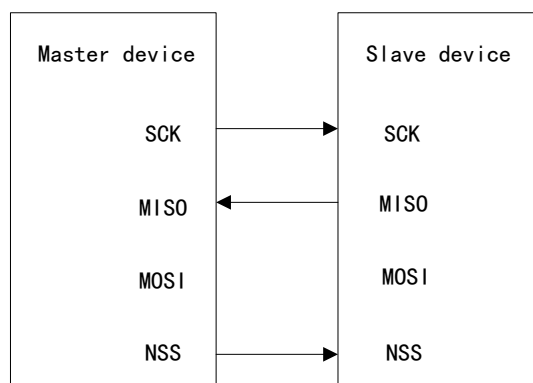 Master device
SCK
MISO
MOSI
NSS
Slave device
SCK
MISO
MOSI
NSS